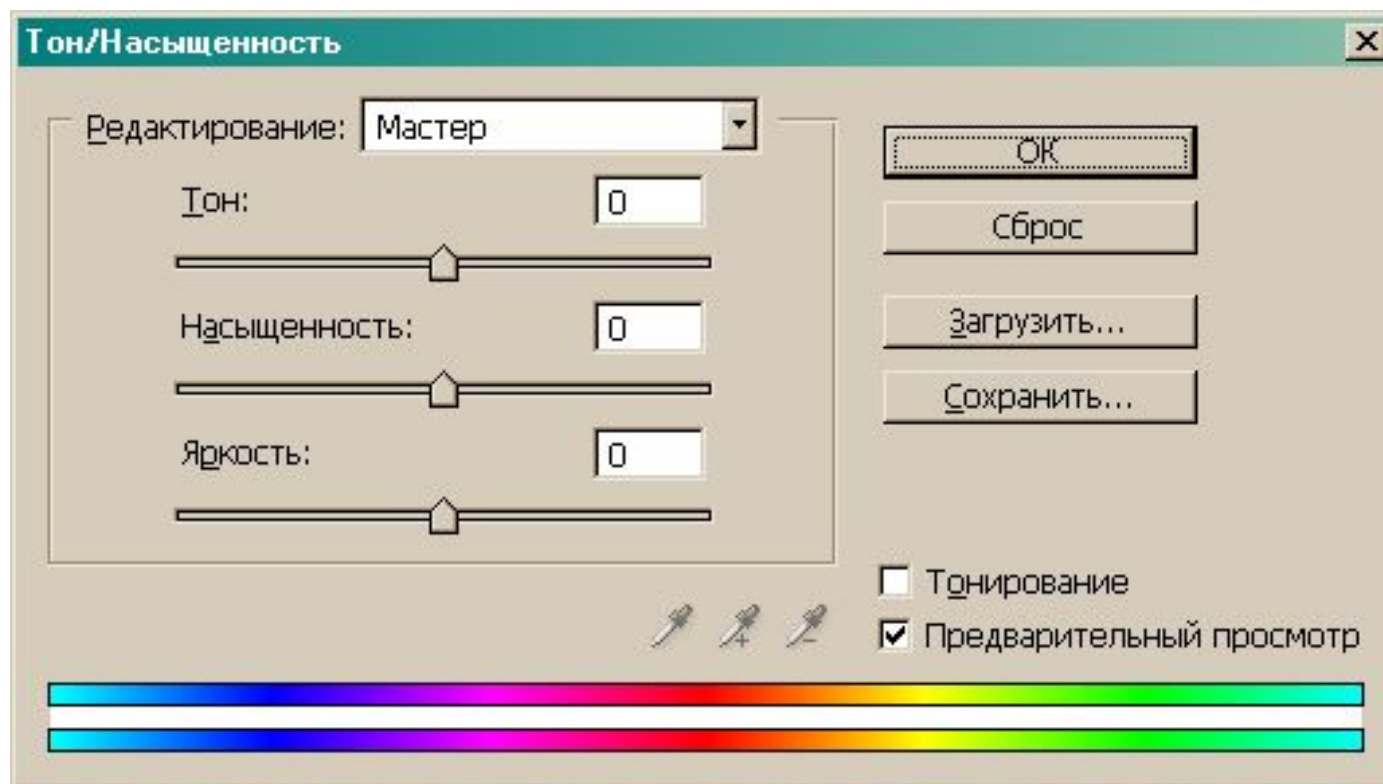 Тон/Насыщенность
Редактирование: Мастер
Тон: 0
Насыщенность: 0
Яркость: 0
ОК
Сброс
Загрузить...
Сохранить...
Тонирование
Предварительный просмотр